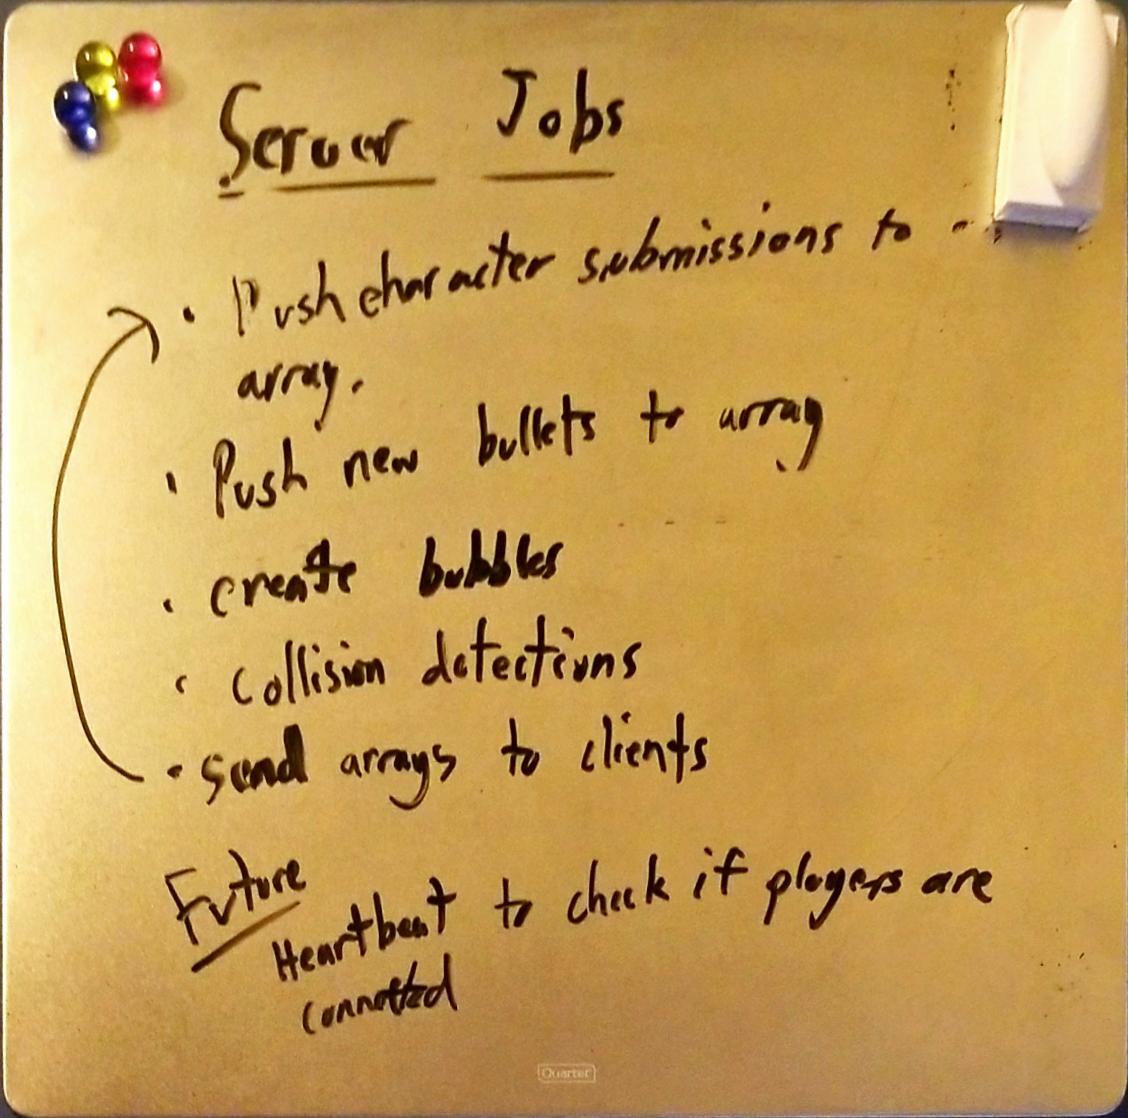 Server Jobs
• Push character submissions to
array.
• Push new bullets to array
• create bubbles
• Collision detections
• send arrays to clients
Future
Heartbeat to check if players are
connected
Quartet